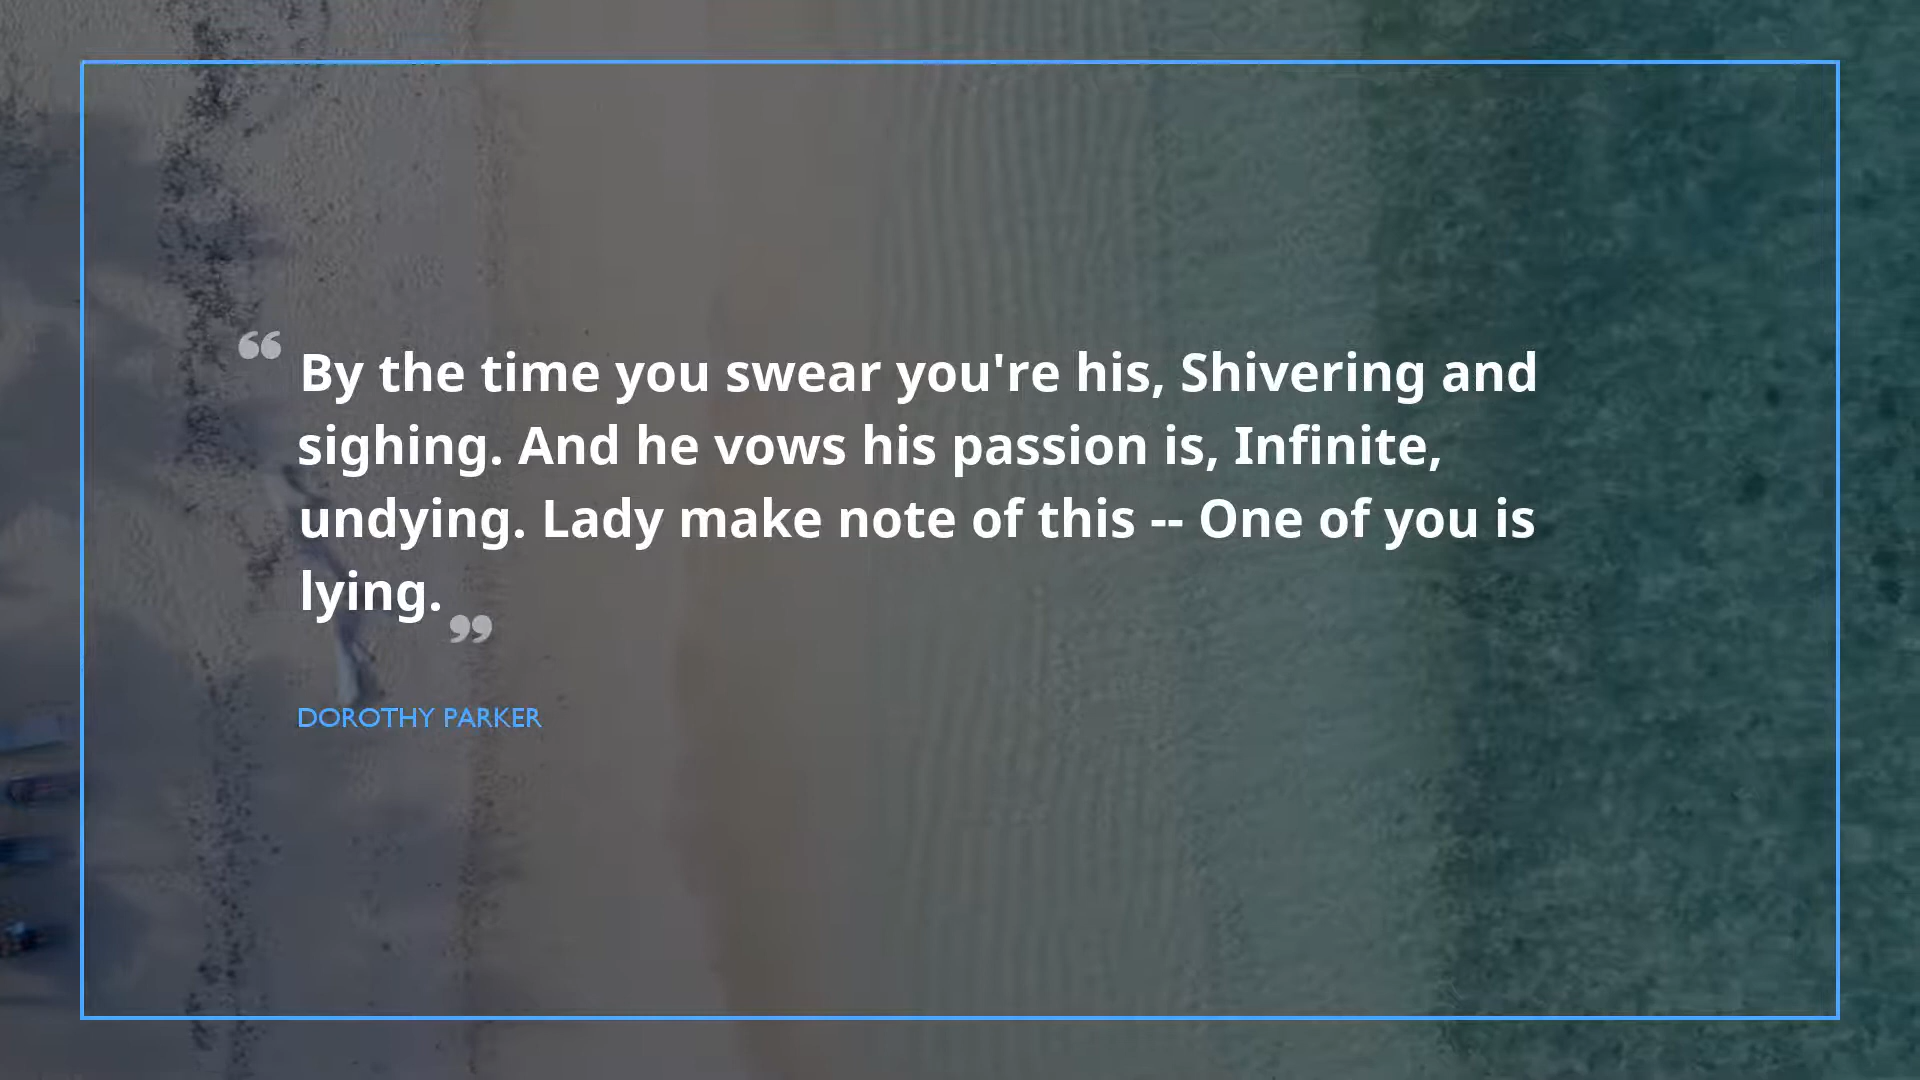 “ By the time you swear you're his, Shivering and
sighing. And he vows his passion is, Infinite,
undying. Lady make note of this -- One of you is
lying. ”
DOROTHY PARKER